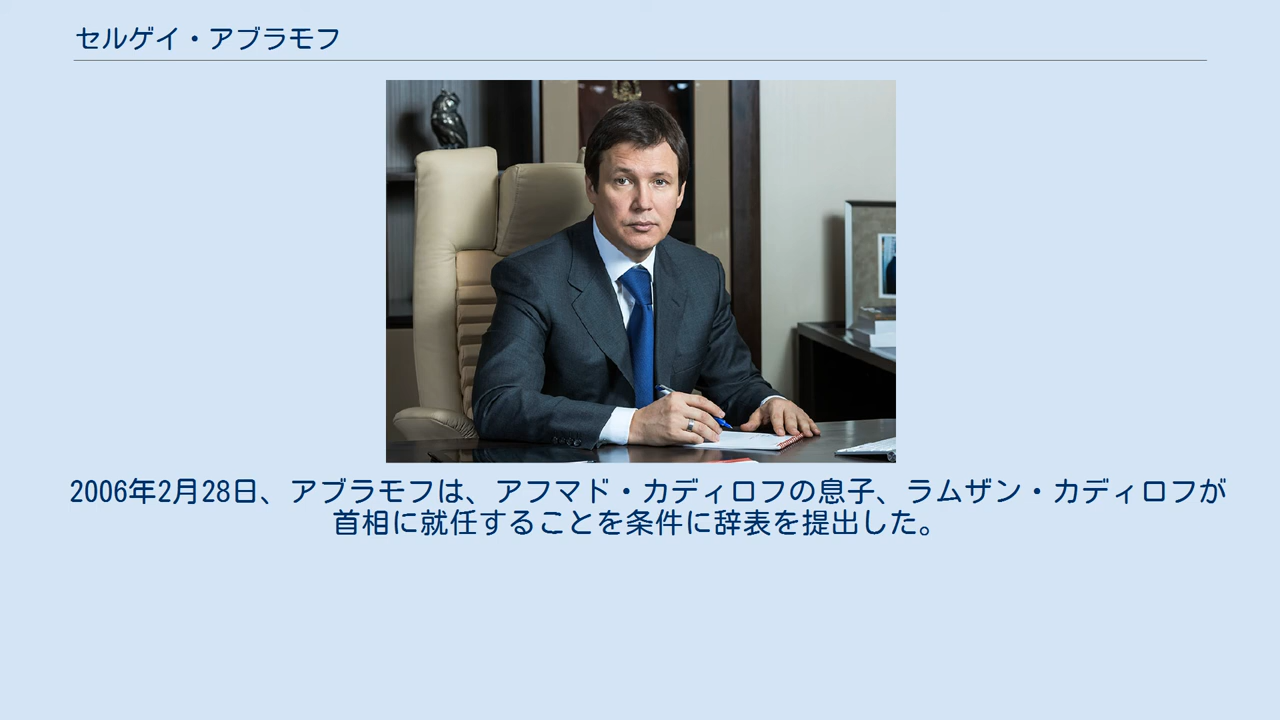 セルゲイ・アブラモフ
2006年2月28日、アブラモフは、アフマド・カディロフの息子、ラムザン・カディロフが
首相に就任することを条件に辞表を提出した。